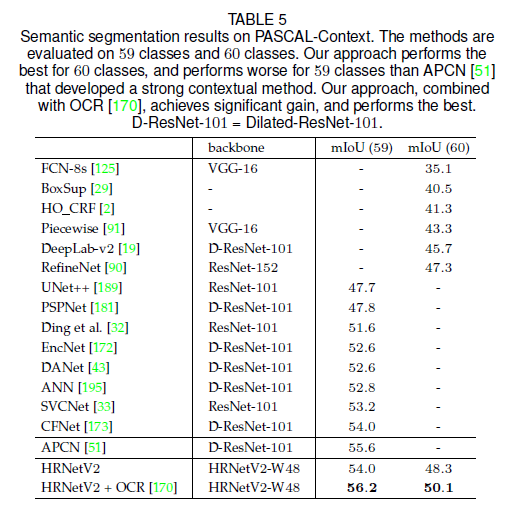 TABLE 5
Semantic segmentation results on PASCAL-Context. The methods are
evaluated on 59 classes and 60 classes. Our approach performs the
best for 60 classes, and performs worse for 59 classes than APCN [51]
that developed a strong contextual method. Our approach, combined
with OCR [170], achieves significant gain, and performs the best.
D-ResNet-101 = Dilated-ResNet-101.
backbone mIoU (59) mIoU (60)
FCN-8s [125] VGG-16 - 35.1
BoxSup [29] - - 40.5
HO_CRF [2] - - 41.3
Piecewise [91] VGG-16 - 43.3
DeepLab-v2 [19] D-ResNet-101 - 45.7
RefineNet [90] ResNet-152 - 47.3
UNet++ [189] ResNet-101 47.7 -
PSPNet [181] D-ResNet-101 47.8 -
Ding et al. [32] ResNet-101 51.6 -
EncNet [172] D-ResNet-101 52.6 -
DANet [43] D-ResNet-101 52.6 -
ANN [195] D-ResNet-101 52.8 -
SVCNet [33] ResNet-101 53.2 -
CFNet [173] D-ResNet-101 54.0 -
APCN [51] D-ResNet-101 55.6 -
HRNetV2 HRNetV2-W48 54.0 48.3
HRNetV2 + OCR [170] HRNetV2-W48 56.2 50.1